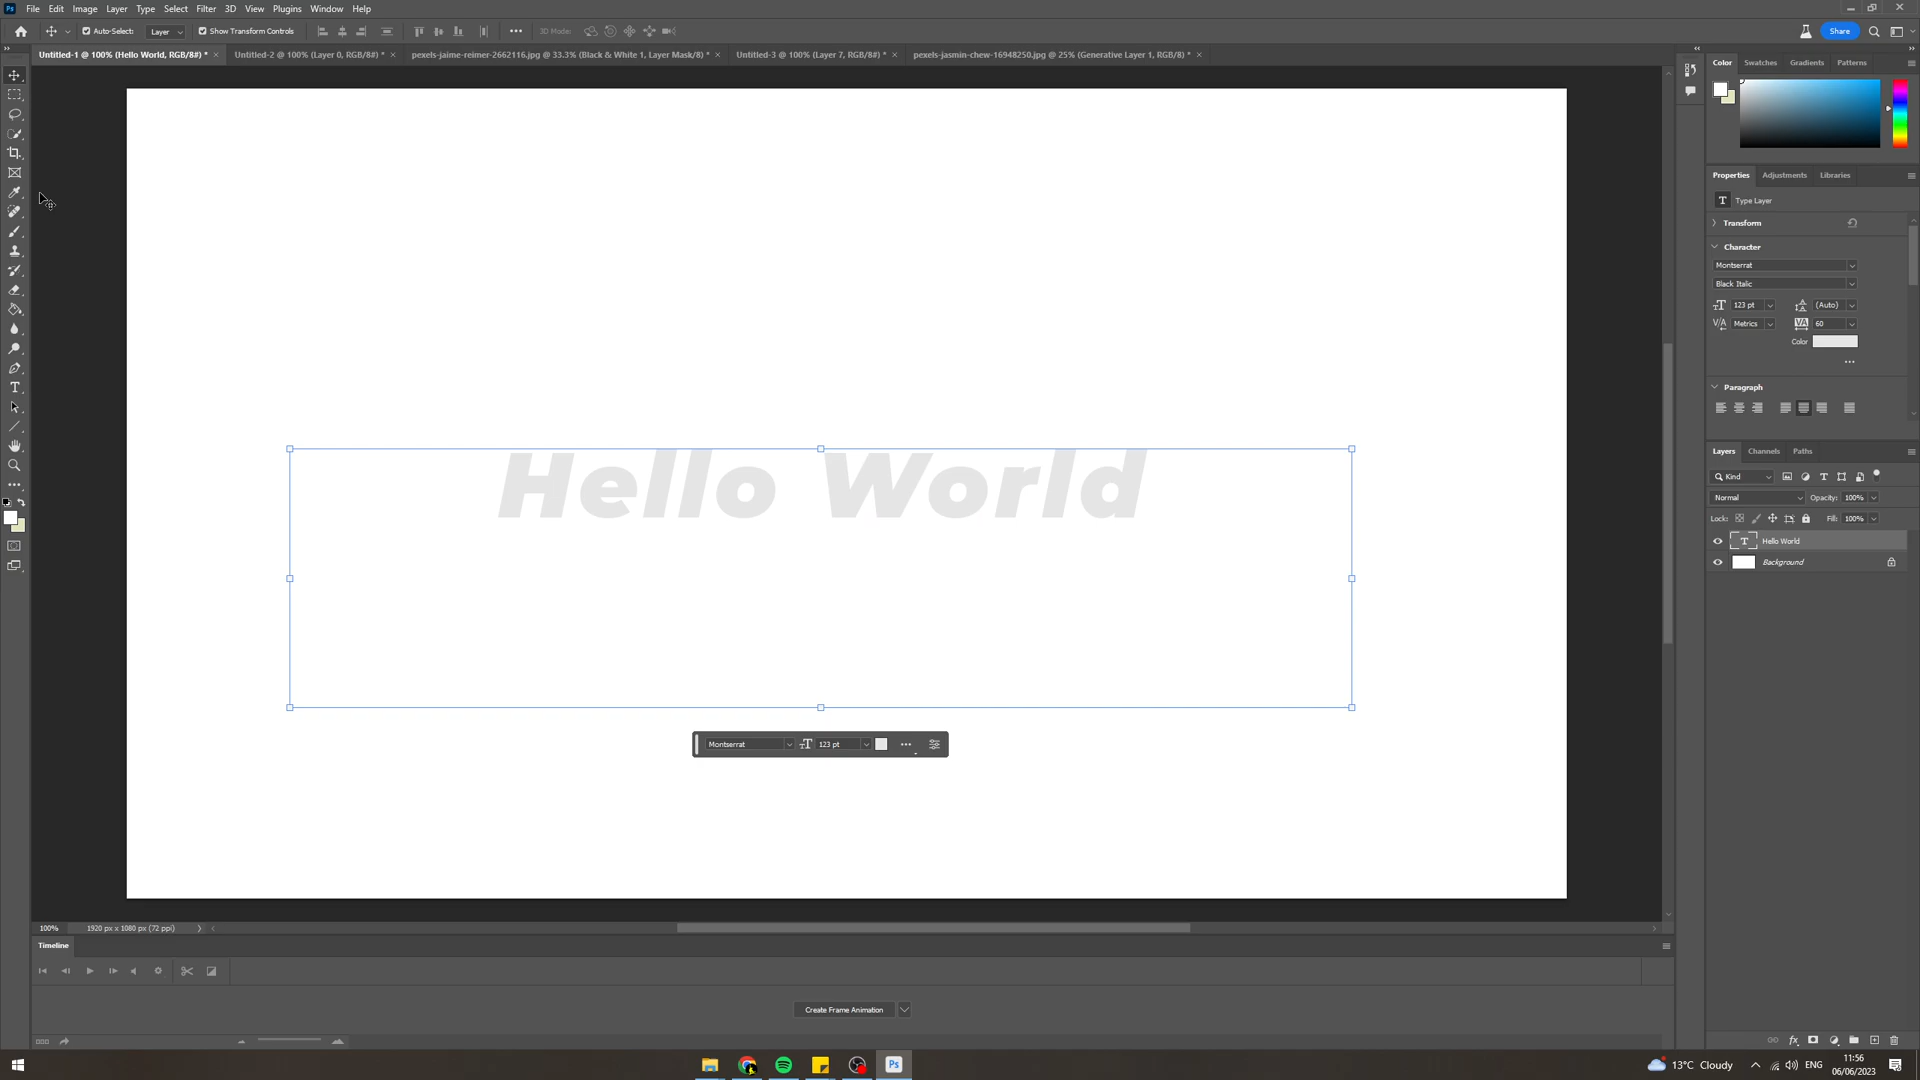 Ps File Edit Image Layer Type Select Filter 3D View Plugins Window Help
Auto-Select: Layer Show Transform Controls 3D Mode: Share
Untitled-1 @ 100% (Hello World, RGB/8#) * Untitled-2 @ 100% (Layer 0, RGB/8#) * pexels-jaime-reimer-2662116.jpg @ 33.3% (Black & White 1, Layer Mask/8) * Untitled-3 @ 100% (Layer 7, RGB/8#) * pexels-jasmin-chew-16948250.jpg @ 25% (Generative Layer 1, RGB/8) *
Color Swatches Gradients Patterns
Properties Adjustments Libraries
T Type Layer
Transform
Character
Montserrat
Black Italic
123 pt (Auto)
Metrics 60
Color
Paragraph
Hello World
Montserrat 123 pt
Layers Channels Paths
Kind
Normal Opacity: 100%
Lock: Fill: 100%
T Hello World
Background
100% 1920 px x 1080 px (72 ppi)
Timeline
Create Frame Animation
Ps 13°C Cloudy ENG 11:56
06/06/2023